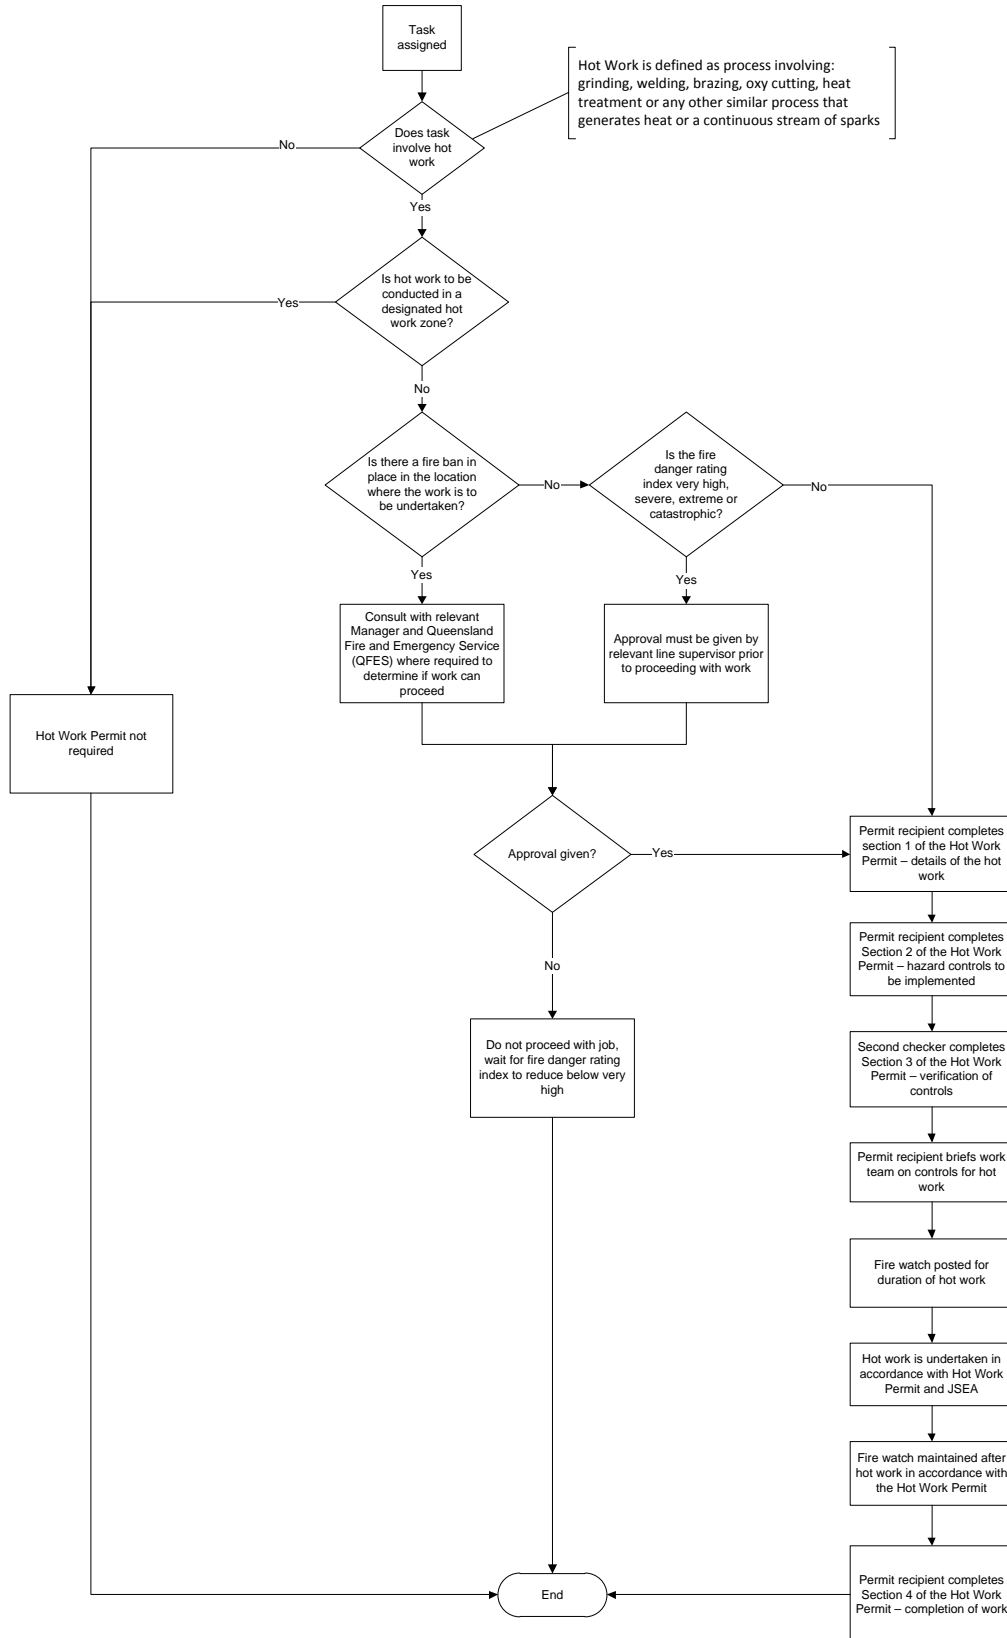 Task
assigned
Hot Work is defined as process involving:
grinding, welding, brazing, oxy cutting, heat
treatment or any other similar process that
generates heat or a continuous stream of sparks
Does task
involve hot
work
No
Yes
Is hot work to be
conducted in a
designated hot
work zone?
Yes
No
Is there a fire ban in
place in the location
where the work is to
be undertaken?
No
Is the fire
danger rating
index very high,
severe, extreme or
catastrophic?
No
Yes
Yes
Consult with relevant
Manager and Queensland
Fire and Emergency Service
(QFES) where required to
determine if work can
proceed
Approval must be given by
relevant line supervisor prior
to proceeding with work
Hot Work Permit not
required
Approval given?
Yes
No
Permit recipient completes
section 1 of the Hot Work
Permit – details of the hot
work
Permit recipient completes
Section 2 of the Hot Work
Permit – hazard controls to
be implemented
Do not proceed with job,
wait for fire danger rating
index to reduce below very
high
Second checker completes
Section 3 of the Hot Work
Permit – verification of
controls
Permit recipient briefs work
team on controls for hot
work
Fire watch posted for
duration of hot work
Hot work is undertaken in
accordance with Hot Work
Permit and JSEA
Fire watch maintained after
hot work in accordance with
the Hot Work Permit
Permit recipient completes
Section 4 of the Hot Work
Permit – completion of work
End